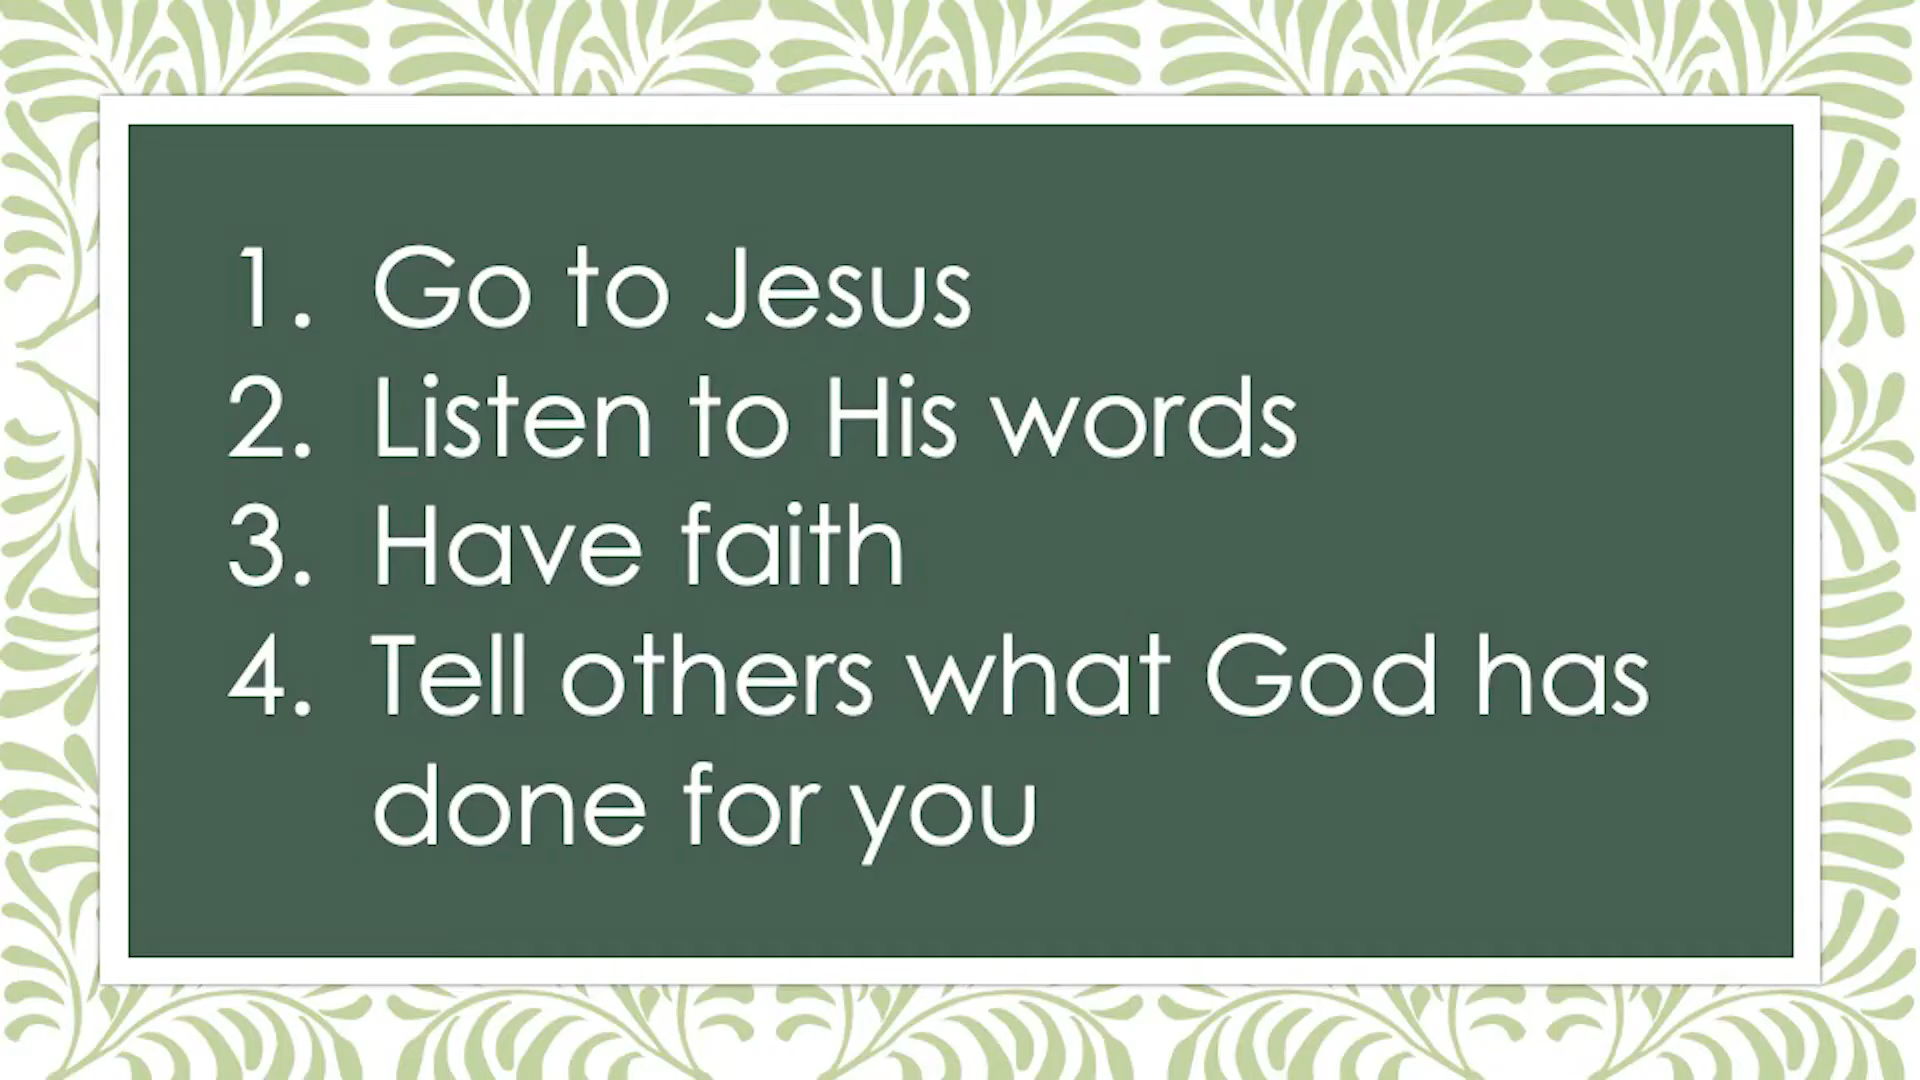 1. Go to Jesus
2. Listen to His words
3. Have faith
4. Tell others what God has
done for you